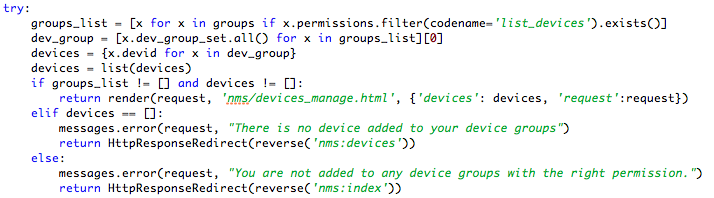 try:
    groups_list = [x for x in groups if x.permissions.filter(codename='list_devices').exists()]
    dev_group = [x.dev_group_set.all() for x in groups_list][0]
    devices = {x.devid for x in dev_group}
    devices = list(devices)
    if groups_list != [] and devices != []:
        return render(request, 'nms/devices_manage.html', {'devices': devices, 'request':request})
    elif devices == []:
        messages.error(request, "There is no device added to your device groups")
        return HttpResponseRedirect(reverse('nms:devices'))
    else:
        messages.error(request, "You are not added to any device groups with the right permission.")
        return HttpResponseRedirect(reverse('nms:index'))